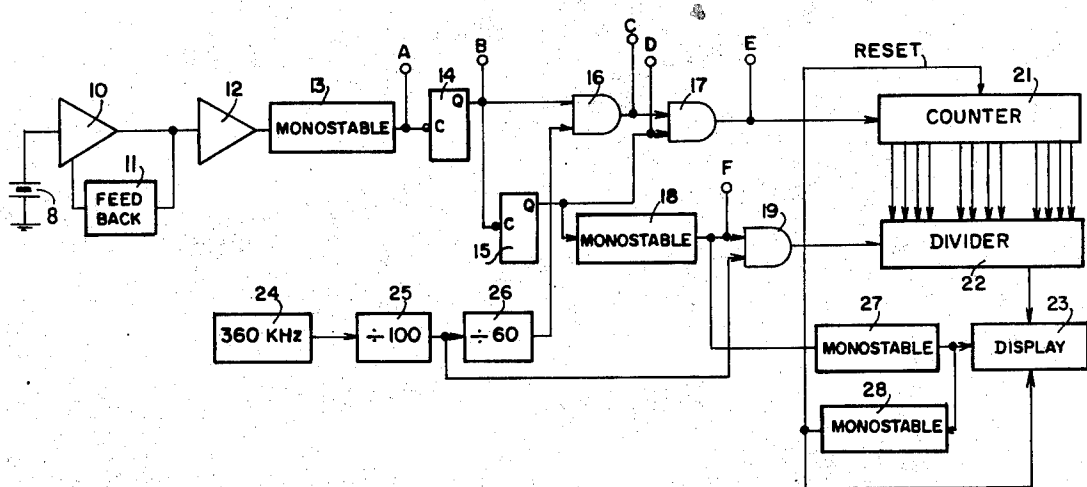 RESET
A
B
C
D
E
10
12
13
MONOSTABLE
14
Q
C
16
17
21
COUNTER
8
11
FEED
BACK
Q
C
15
18
MONOSTABLE
F
19
DIVIDER
22
24
360 KHz
25
÷100
26
÷60
27
MONOSTABLE
23
DISPLAY
28
MONOSTABLE